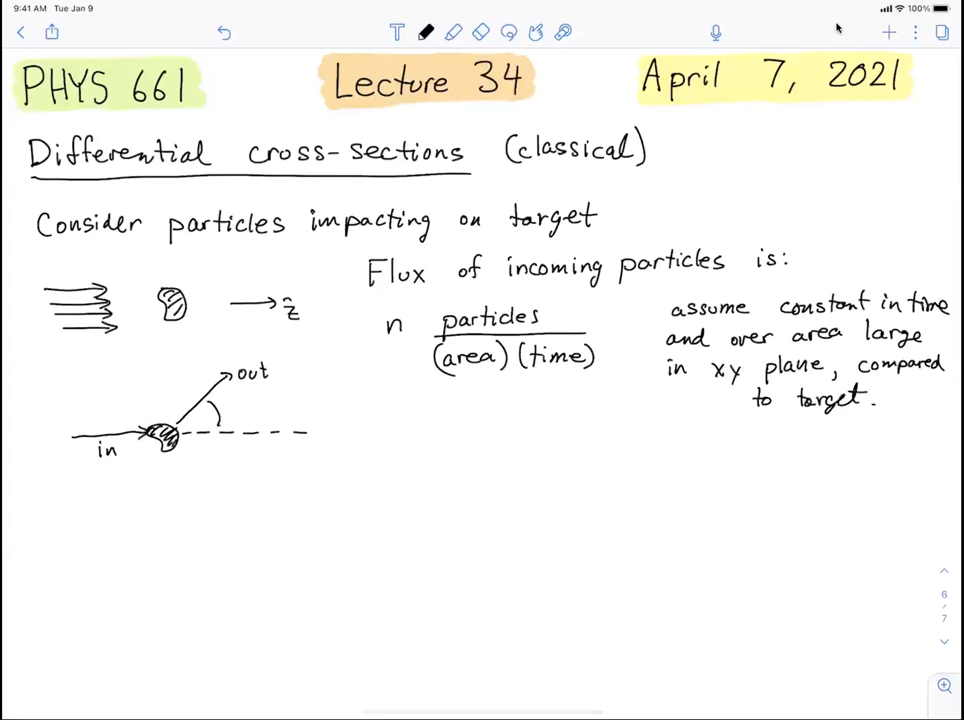 9:41 AM Tue Jan 9
100%
PHYS 661 Lecture 34 April 7, 2021
Differential cross-sections (classical)
Consider particles impacting on target
Flux of incoming particles is:
n particles
(area) (time)
assume constant in time
and over area large
in xy plane, compared
to target.
ẑ
out
in
6
/
7